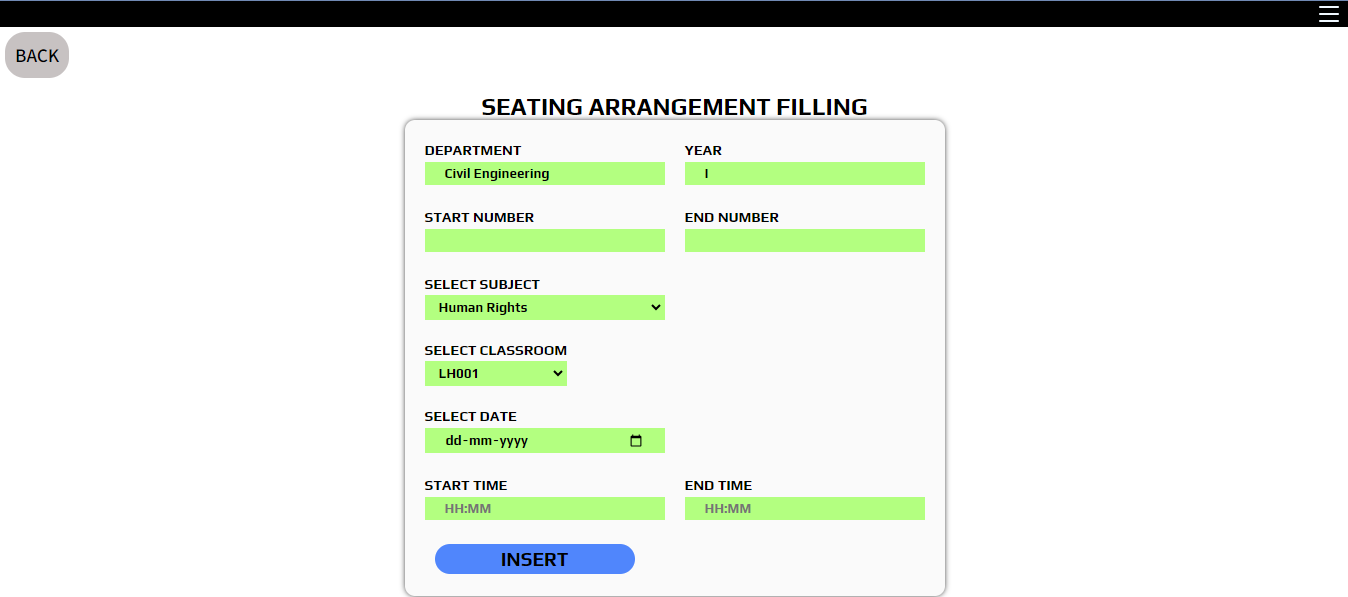 BACK
SEATING ARRANGEMENT FILLING
DEPARTMENT YEAR
Civil Engineering I
START NUMBER END NUMBER
SELECT SUBJECT
Human Rights
SELECT CLASSROOM
LH001
SELECT DATE
dd-mm-yyyy
START TIME END TIME
HH:MM HH:MM
INSERT